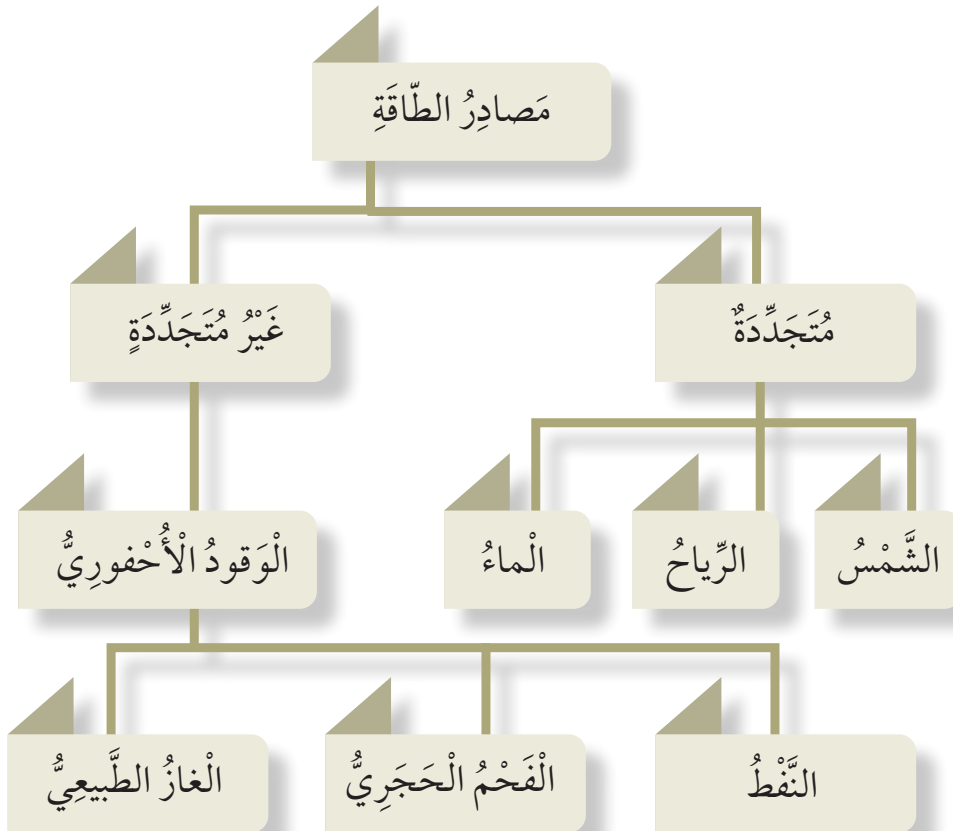 مَصادِرُ الطّاقَةِ
مُتَجَدِّدَةٌ
غَيْرُ مُتَجَدِّدَةٍ
الشَّمْسُ
الرِّياحُ
الْماءُ
الْوَقودُ الْأُحْفورِيُّ
النَّفْطُ
الْفَحْمُ الْحَجَرِيُّ
الْغازُ الطَّبيعِيُّ